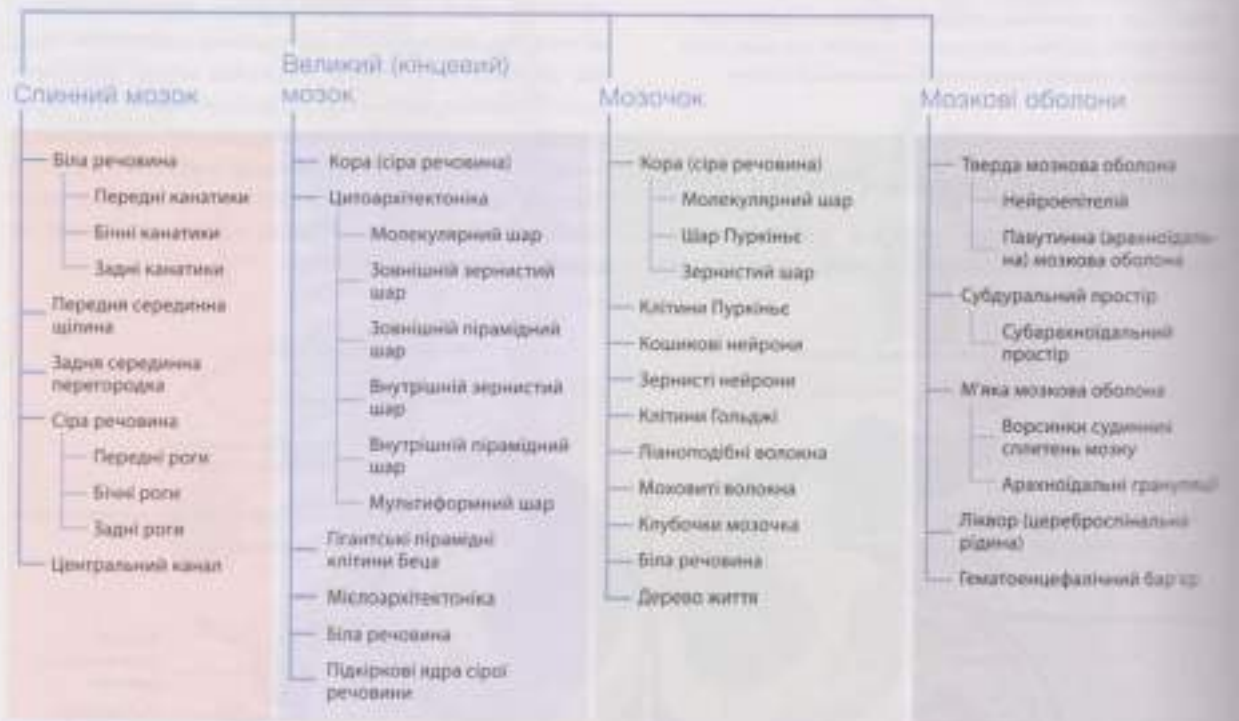 Спинний мозок
Біла речовина
Передні канатики
Бічні канатики
Задні канатики
Передня серединна
щілина
Задня серединна
перегородка
Сіра речовина
Передні роги
Бічні роги
Задні роги
Центральний канал
Великий (кінцевий)
мозок
Кора (сіра речовина)
Цитоархітектоніка
Молекулярний шар
Зовнішній зернистий
шар
Зовнішній пірамідний
шар
Внутрішній зернистий
шар
Внутрішній пірамідний
шар
Мультиформний шар
Гігантські пірамідні
клітини Беца
Мієлоархітектоніка
Біла речовина
Підкіркові ядра сірої
речовини
Мозочок
Кора (сіра речовина)
Молекулярний шар
Шар Пуркіньє
Зернистий шар
Клітини Пуркіньє
Кошикові нейрони
Зернисті нейрони
Клітини Гольджі
Ліаноподібні волокна
Моховиті волокна
Клубочки мозочка
Біла речовина
Дерево життя
Мозкові оболони
Тверда мозкова оболона
Нейроепітелій
Павутинна (арахноїдаль-
на) мозкова оболона
Субдуральний простір
Субарахноїдальний
простір
М'яка мозкова оболона
Ворсинки судинних
сплетень мозку
Арахноїдальні грануляції
Ліквор (цереброспінальна
рідина)
Гематоенцефалічний бар'єр